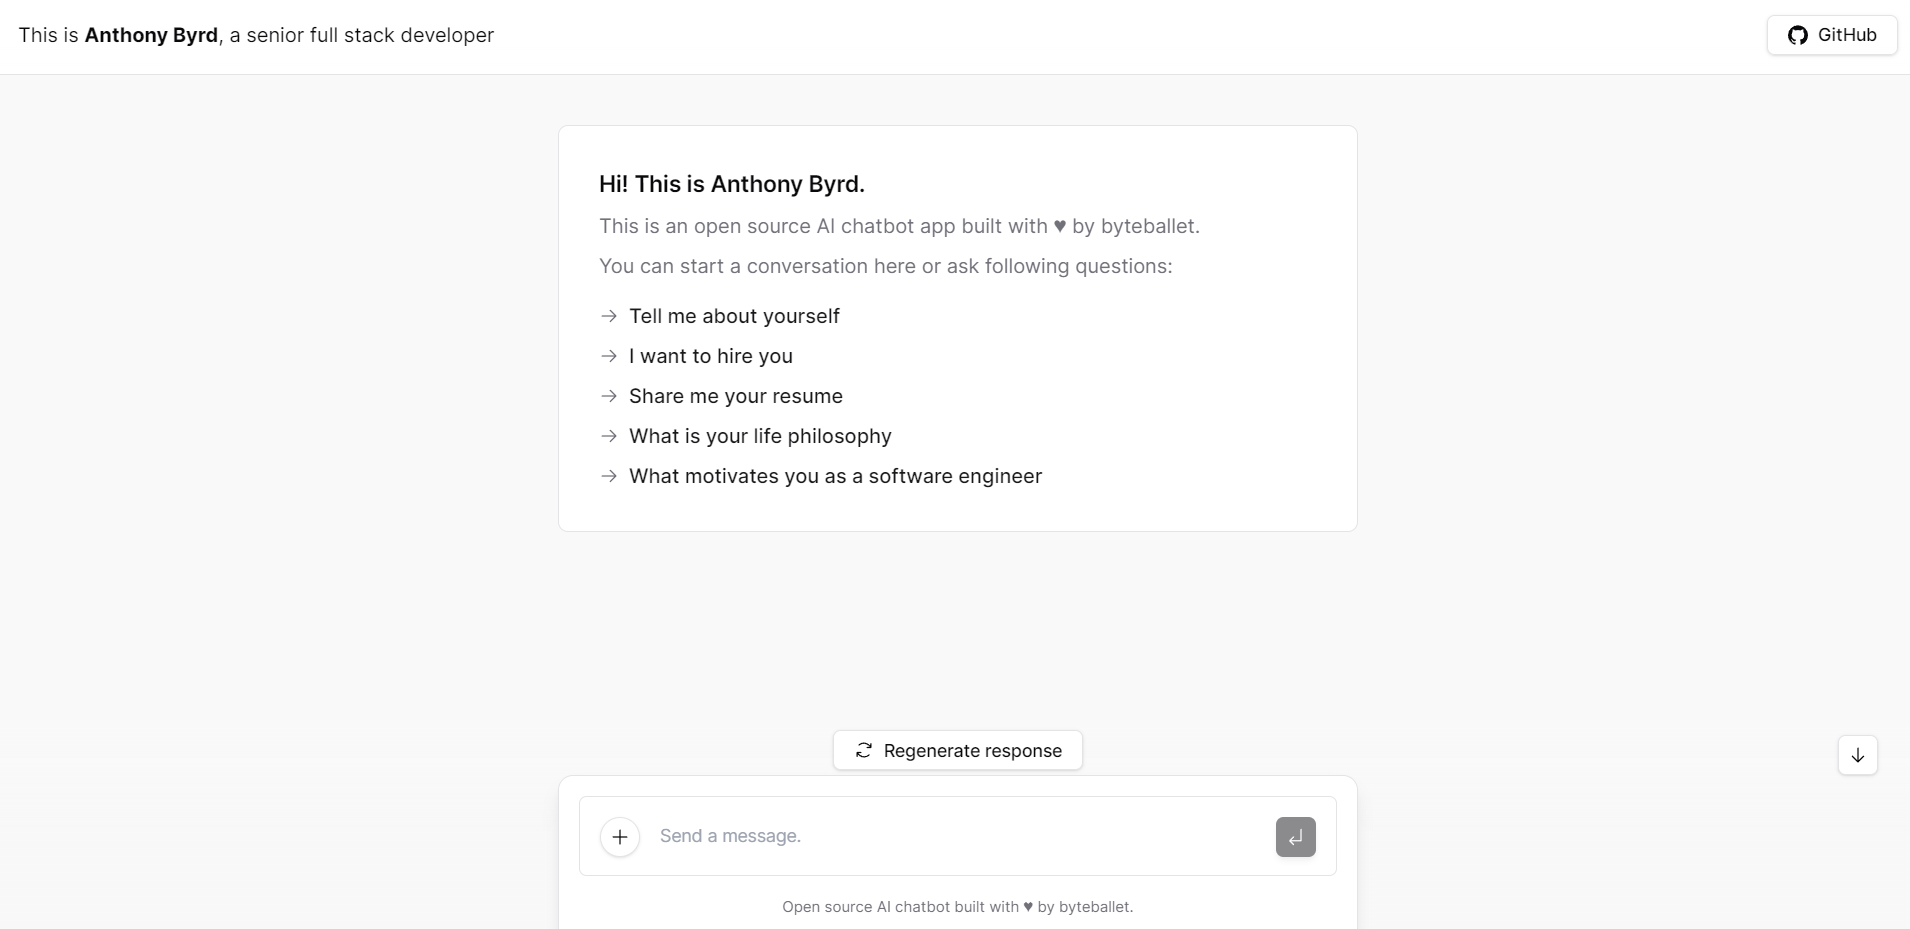 This is Anthony Byrd, a senior full stack developer
GitHub
Hi! This is Anthony Byrd.
This is an open source AI chatbot app built with ♥ by byteballet.
You can start a conversation here or ask following questions:
Tell me about yourself
I want to hire you
Share me your resume
What is your life philosophy
What motivates you as a software engineer
Regenerate response
Send a message.
Open source AI chatbot built with ♥ by byteballet.